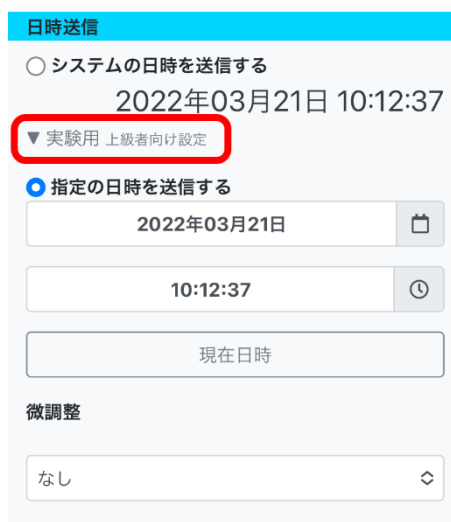 日時送信
システムの日時を送信する
2022年03月21日 10:12:37
▼ 実験用 上級者向け設定
指定の日時を送信する
2022年03月21日
10:12:37
現在日時
微調整
なし